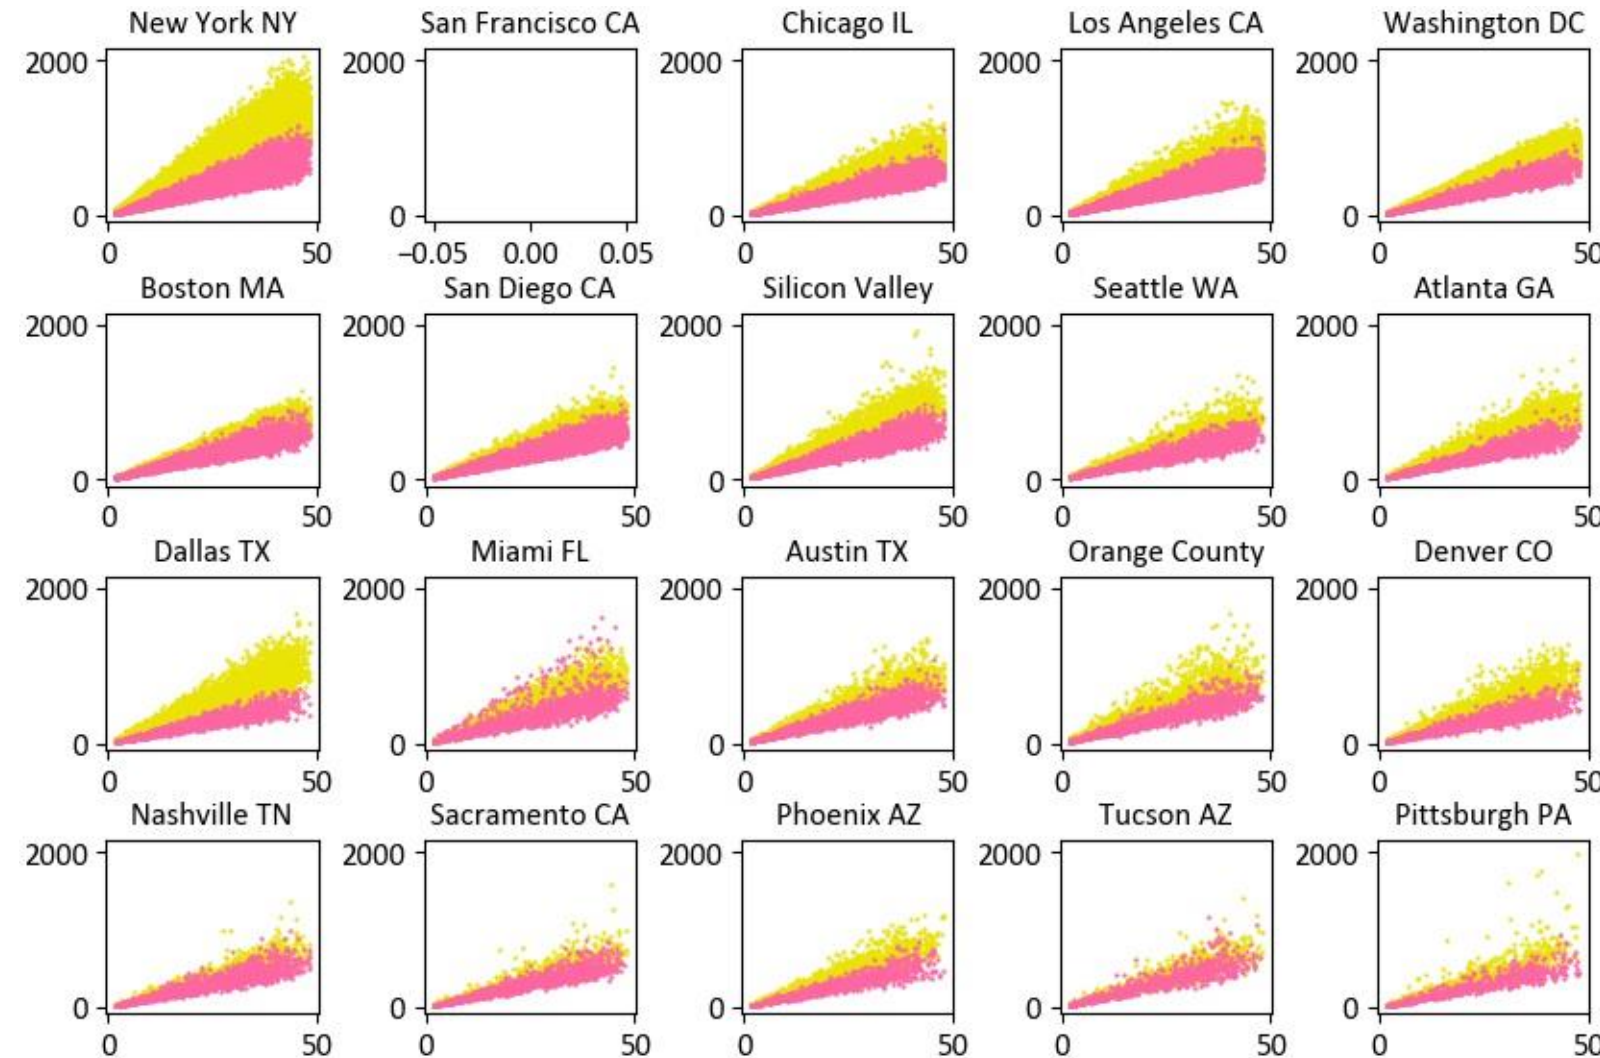 New York NY San Francisco CA Chicago IL Los Angeles CA Washington DC
2000 2000 2000 2000 2000
0 0 0 0 0
0 50 −0.05 0.00 0.05 0 50 0 50 0 50
Boston MA San Diego CA Silicon Valley Seattle WA Atlanta GA
2000 2000 2000 2000 2000
0 0 0 0 0
0 50 0 50 0 50 0 50 0 50
Dallas TX Miami FL Austin TX Orange County Denver CO
2000 2000 2000 2000 2000
0 0 0 0 0
0 50 0 50 0 50 0 50 0 50
Nashville TN Sacramento CA Phoenix AZ Tucson AZ Pittsburgh PA
2000 2000 2000 2000 2000
0 0 0 0 0
0 50 0 50 0 50 0 50 0 50